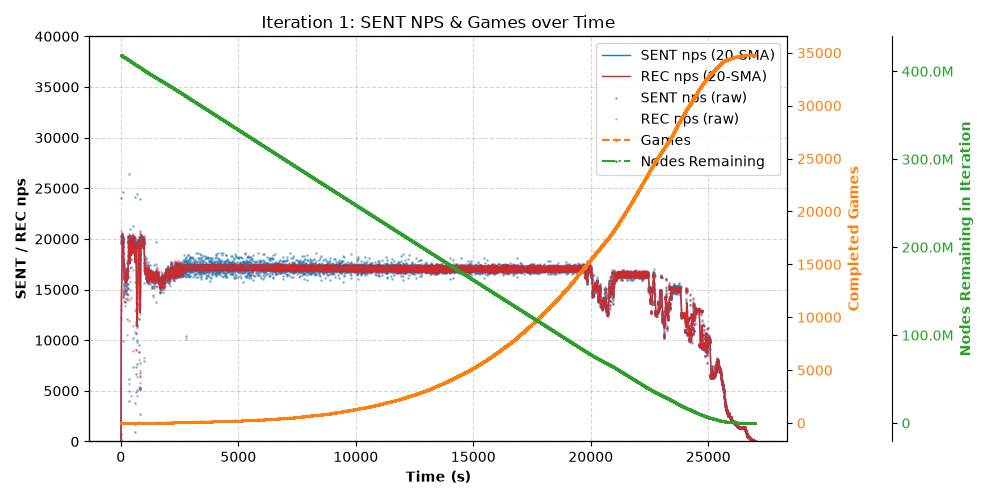 Iteration 1: SENT NPS & Games over Time
40000
35000
30000
25000
20000
15000
10000
5000
0
SENT / REC nps
0
5000
10000
15000
20000
25000
Time (s)
SENT nps (20-SMA)
REC nps (20-SMA)
SENT nps (raw)
REC nps (raw)
Games
Nodes Remaining
35000
30000
25000
20000
15000
10000
5000
0
Completed Games
400.0M
300.0M
200.0M
100.0M
0
Nodes Remaining in Iteration